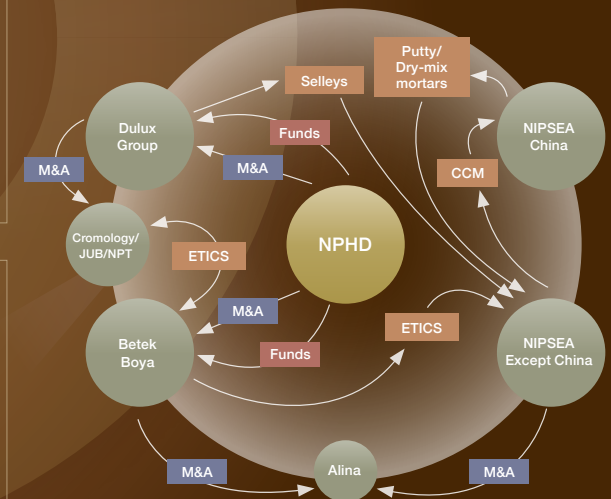 Putty/
Dry-mix
mortars
Selleys
Dulux
Group
Funds
NIPSEA
China
M&A
M&A
CCM
Cromology/
JUB/NPT
ETICS
NPHD
M&A
ETICS
Betek
Boya
Funds
NIPSEA
Except China
M&A
Alina
M&A